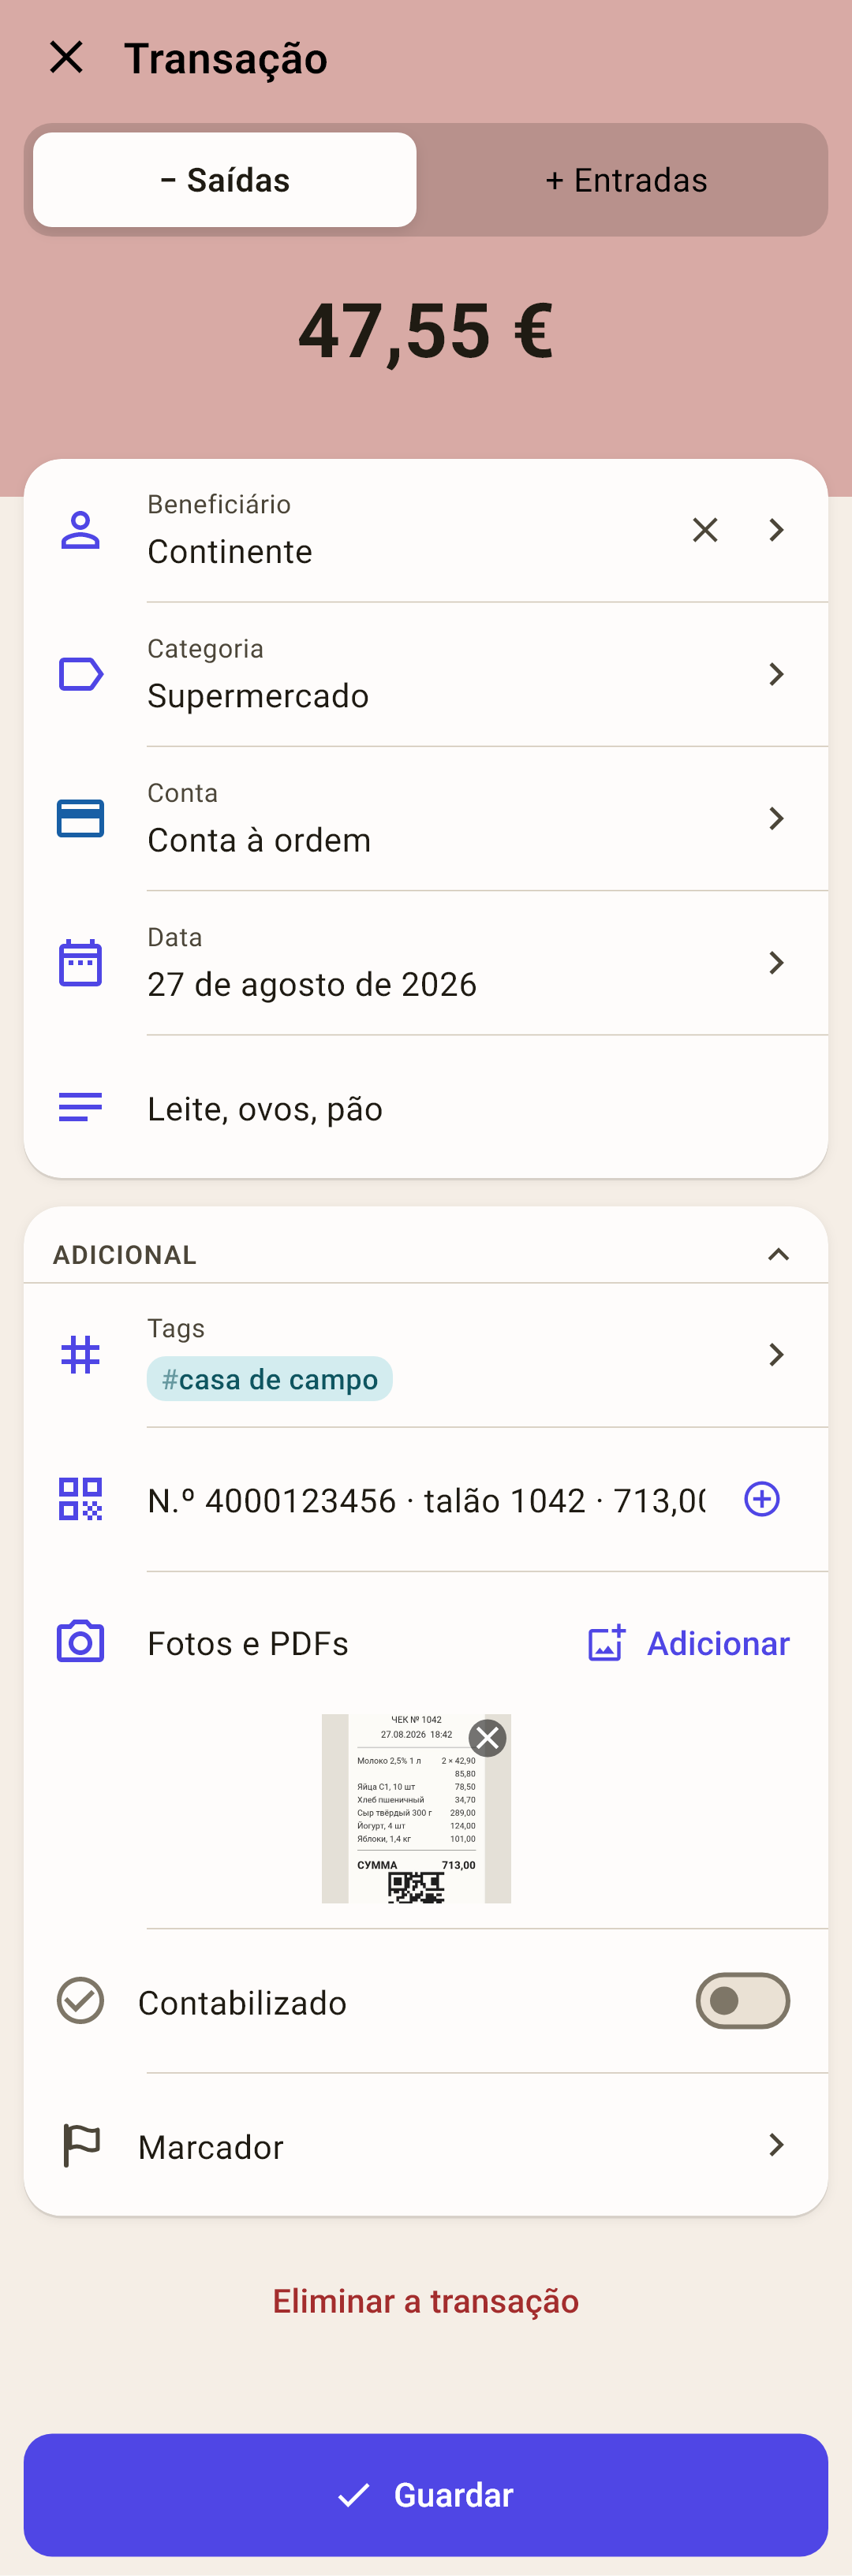 Transação
− Saídas
+ Entradas
47,55 €
Beneficiário
Continente
Categoria
Supermercado
Conta
Conta à ordem
Data
27 de agosto de 2026
Leite, ovos, pão
ADICIONAL
Tags
#casa de campo
N.º 4000123456 · talão 1042 · 713,0
Fotos e PDFs
Adicionar
ЧЕК № 1042
27.08.2026 18:42
Молоко 2,5% 1 л 2 × 42,90
85,80
Яйца С1, 10 шт 78,50
Хлеб пшеничный 34,70
Сыр твёрдый 300 г 289,00
Йогурт, 4 шт 124,00
Яблоки, 1,4 кг 101,00
СУММА 713,00
Contabilizado
Marcador
Eliminar a transação
Guardar